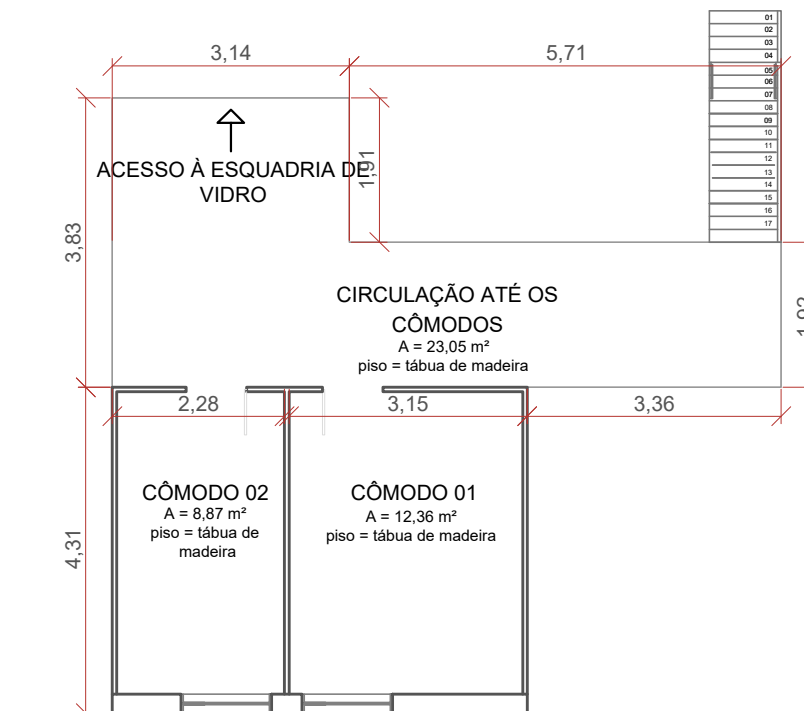 3,14
5,71
01
02
03
04
05
06
07
08
09
10
11
12
13
14
15
16
17
ACESSO À ESQUADRIA DE
VIDRO
1,91
3,83
CIRCULAÇÃO ATÉ OS
CÔMODOS
A = 23,05 m²
piso = tábua de madeira
2,28
3,15
3,36
CÔMODO 02
A = 8,87 m²
piso = tábua de
madeira
CÔMODO 01
A = 12,36 m²
piso = tábua de madeira
4,31